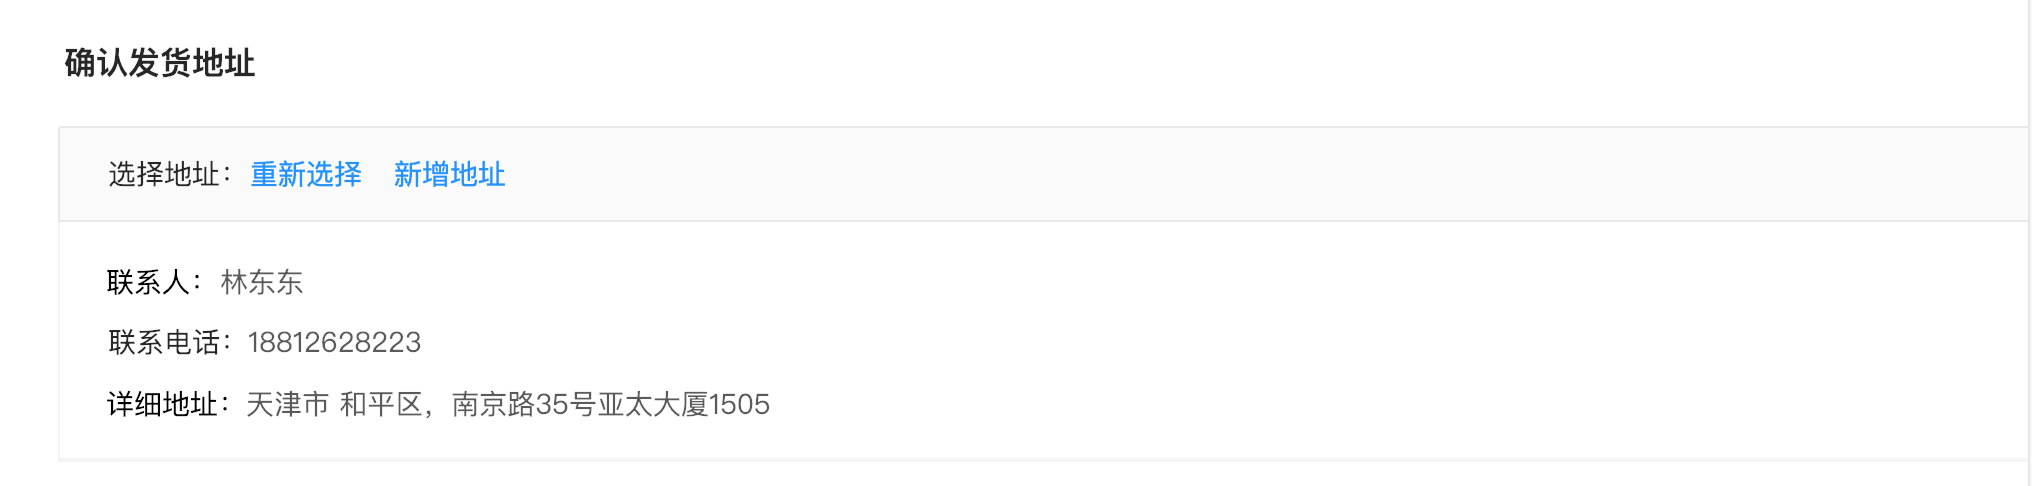 确认发货地址
选择地址：重新选择 新增地址
联系人：林东东
联系电话：18812628223
详细地址：天津市 和平区，南京路35号亚太大厦1505